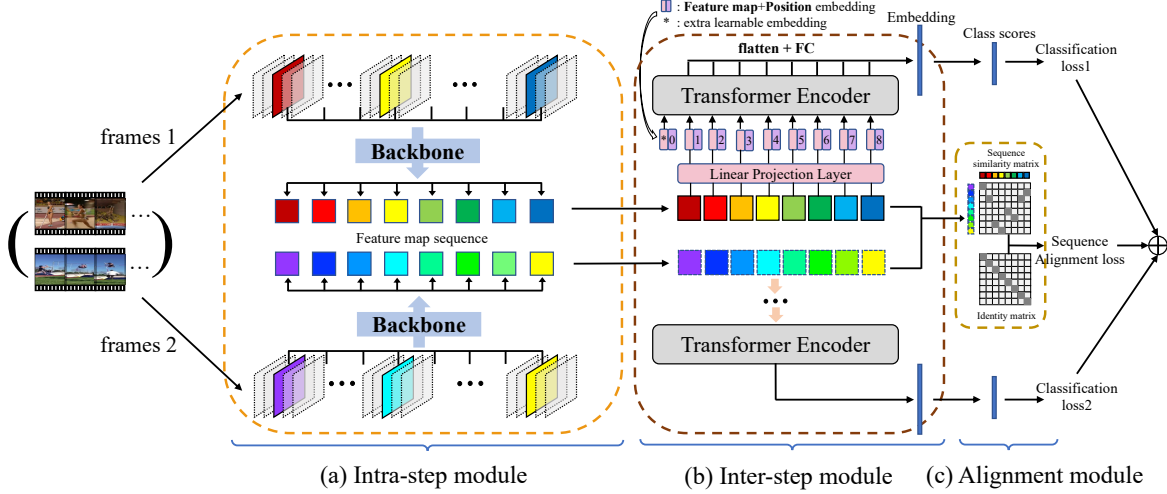 : Feature map+Position embedding
* : extra learnable embedding
Embedding
Class scores
Classification
loss1
flatten + FC
Transformer Encoder
* 0 1 2 3 4 5 6 7 8
Linear Projection Layer
frames 1
Backbone
Feature map sequence
Backbone
frames 2
...
Transformer Encoder
Sequence
similarity matrix
Sequence
Alignment loss
Identity matrix
Classification
loss2
(a) Intra-step module
(b) Inter-step module
(c) Alignment module